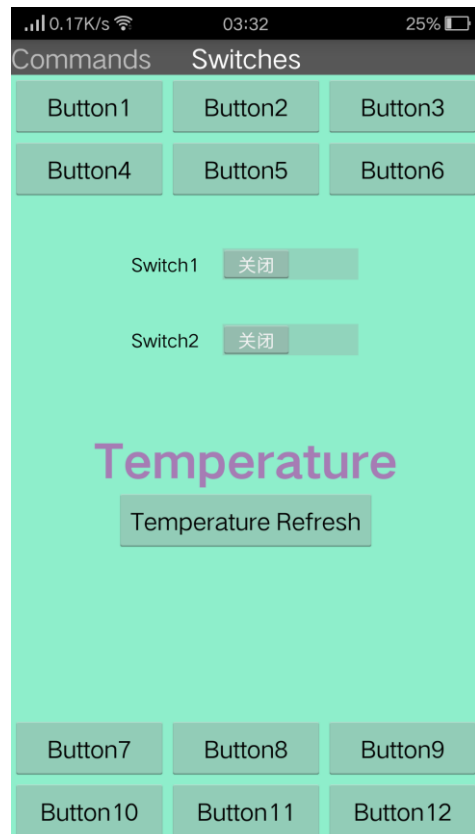 0.17K/s 03:32 25%
Commands Switches
Button1 Button2 Button3
Button4 Button5 Button6
Switch1 关闭
Switch2 关闭
Temperature
Temperature Refresh
Button7 Button8 Button9
Button10 Button11 Button12